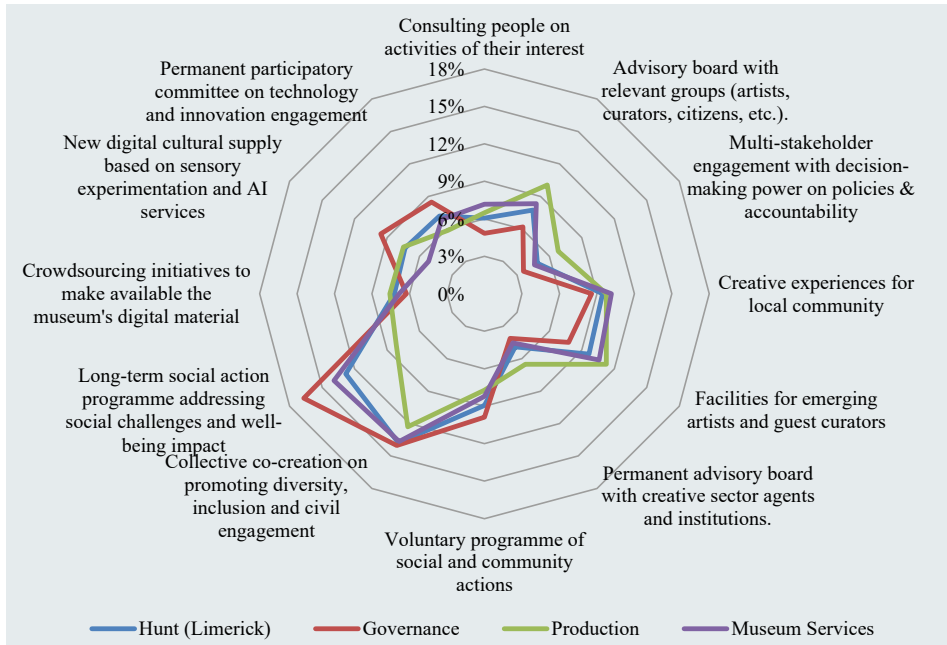 Consulting people on
activities of their interest
18%
15%
12%
9%
6%
3%
0%
Advisory board with
relevant groups (artists,
curators, citizens, etc.).
Multi-stakeholder
engagement with decision-
making power on policies &
accountability
Creative experiences for
local community
Facilities for emerging
artists and guest curators
Permanent advisory board
with creative sector agents
and institutions.
Voluntary programme of
social and community
actions
Collective co-creation on
promoting diversity,
inclusion and civil
engagement
Long-term social action
programme addressing
social challenges and well-
being impact
Crowdsourcing initiatives to
make available the
museum's digital material
New digital cultural supply
based on sensory
experimentation and AI
services
Permanent participatory
committee on technology
and innovation engagement
Hunt (Limerick)
Governance
Production
Museum Services